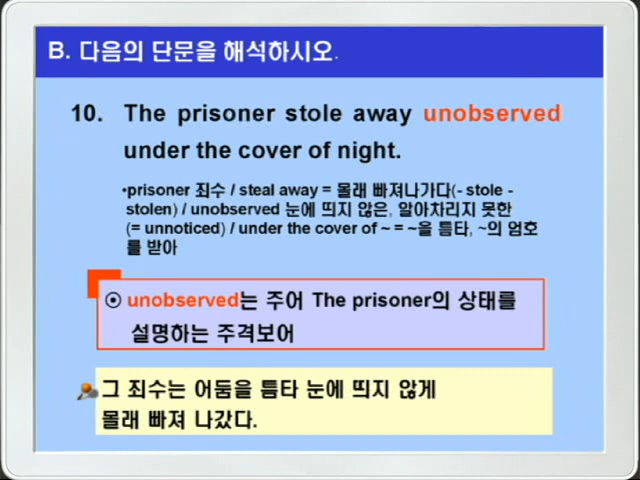 B. 다음의 단문을 해석하시오.
10. The prisoner stole away unobserved
under the cover of night.
•prisoner 죄수 / steal away = 몰래 빠져나가다(- stole -
stolen) / unobserved 눈에 띄지 않은, 알아차리지 못한
(= unnoticed) / under the cover of ~ = ~을 틈타, ~의 엄호
를 받아
⊙ unobserved는 주어 The prisoner의 상태를
설명하는 주격보어
그 죄수는 어둠을 틈타 눈에 띄지 않게
몰래 빠져 나갔다.